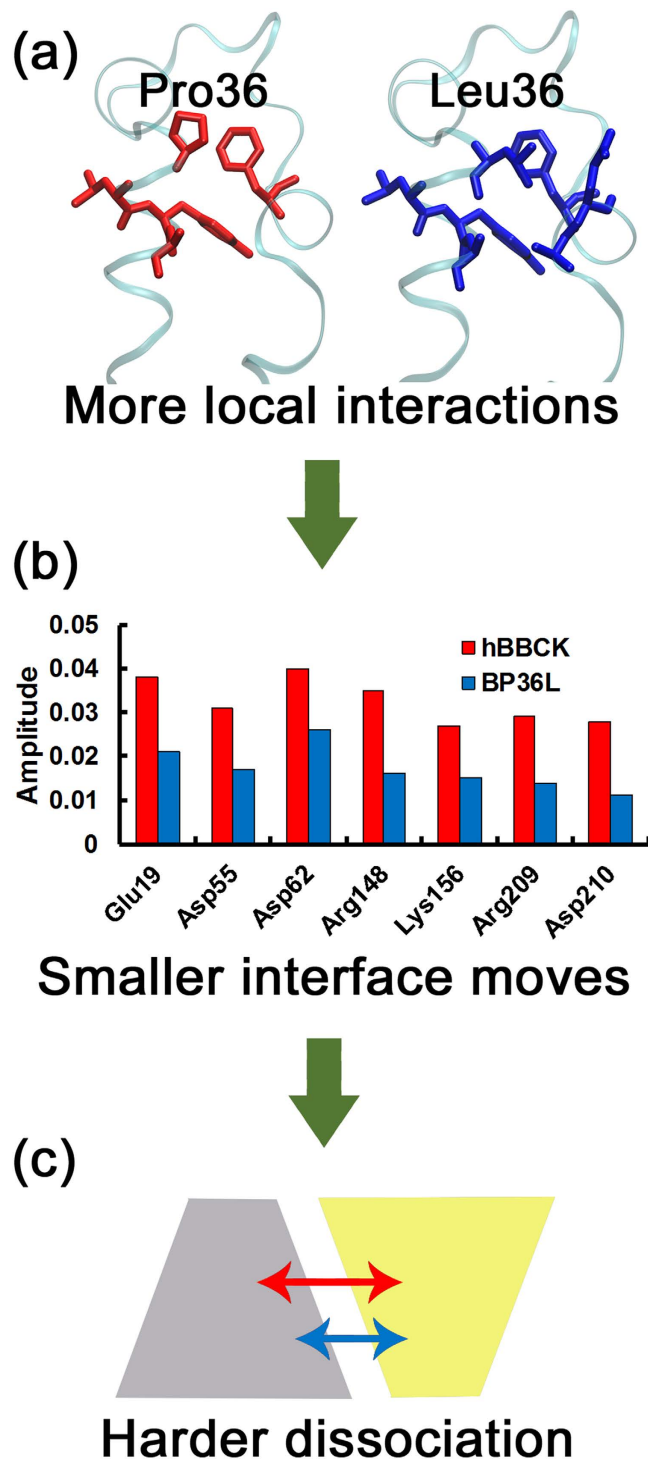 (a)
Pro36 Leu36
More local interactions
(b)
0.05
0.04
0.03
0.02
0.01
0
Amplitude
hBBCK
BP36L
Glu19 Asp55 Asp62 Arg148 Lys156 Arg209 Asp210
Smaller interface moves
(c)
Harder dissociation